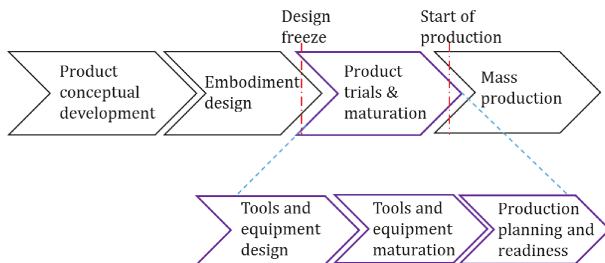 Design
freeze
Start of
production
Product
conceptual
development
Embodiment
design
Product
trials &
maturation
Mass
production
Tools and
equipment
design
Tools and
equipment
maturation
Production
planning and
readiness